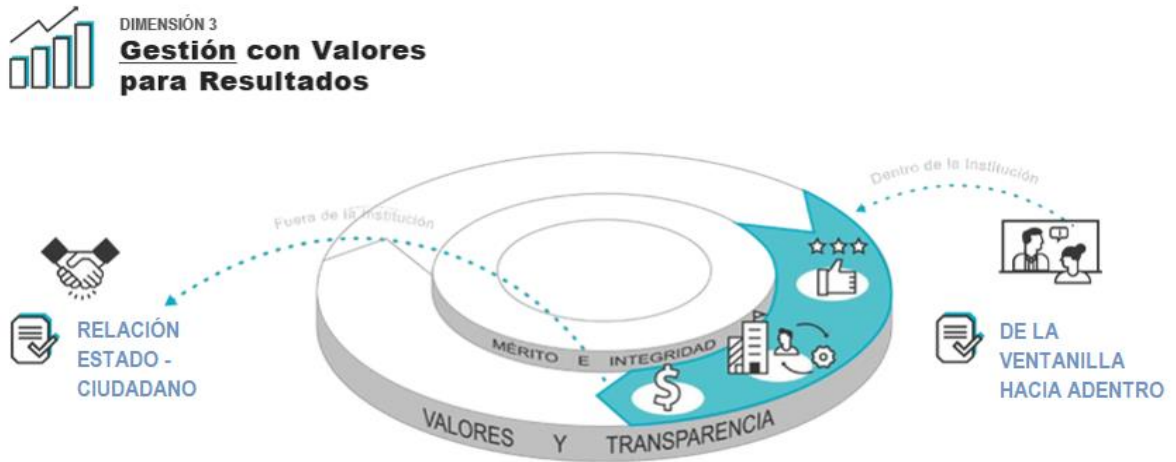 DIMENSIÓN 3
Gestión con Valores
para Resultados
Fuera de la Institución
Dentro de la Institución
RELACIÓN
ESTADO -
CIUDADANO
DE LA
VENTANILLA
HACIA ADENTRO
MÉRITO E INTEGRIDAD
VALORES Y TRANSPARENCIA